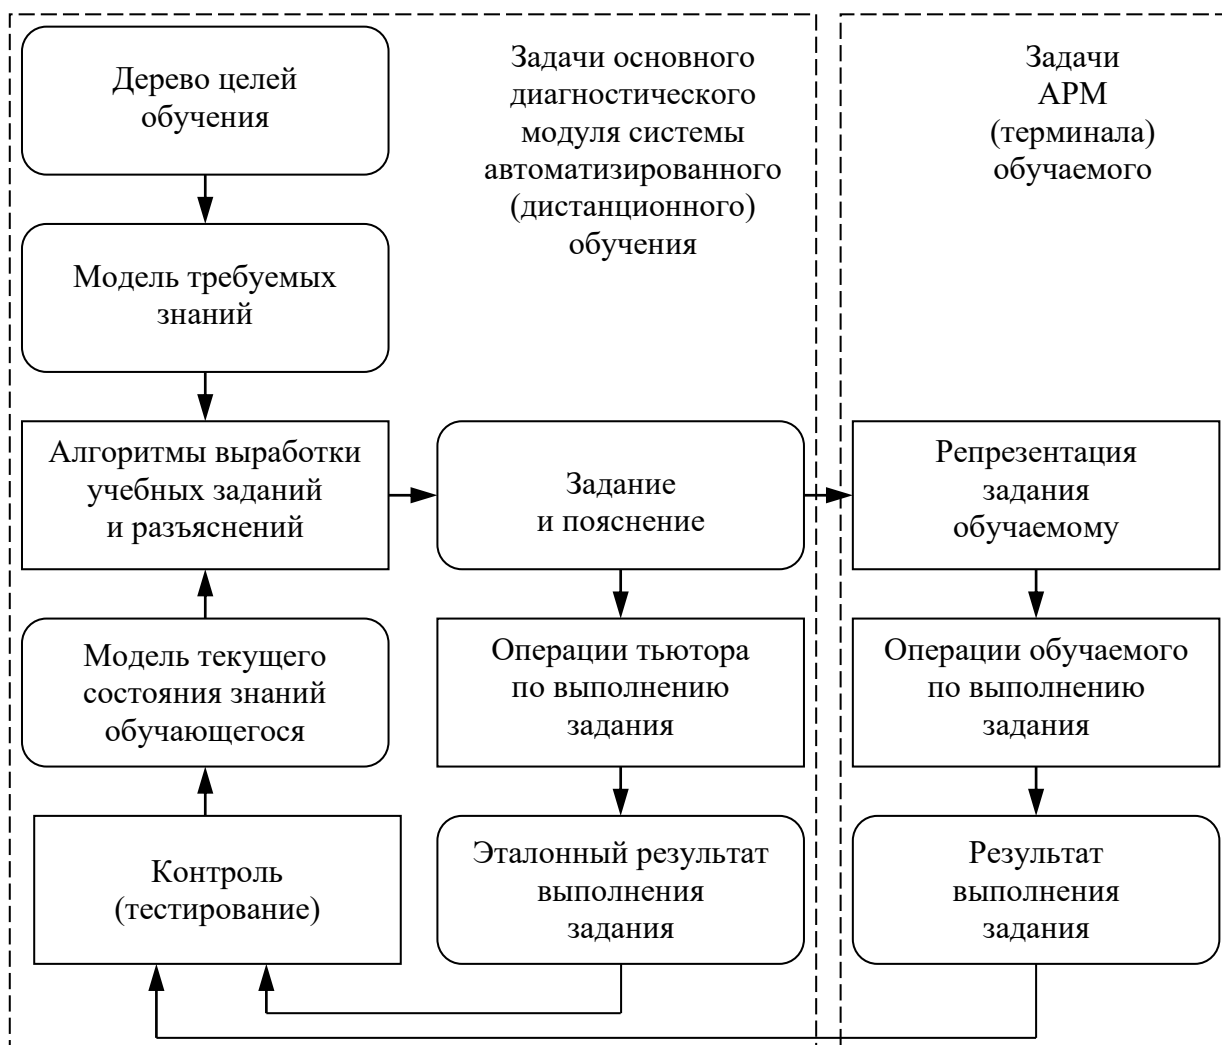 Дерево целей
обучения
Задачи основного
диагностического
модуля системы
автоматизированного
(дистанционного)
обучения
Задачи
АРМ
(терминала)
обучаемого
Модель требуемых
знаний
Алгоритмы выработки
учебных заданий
и разъяснений
Задание
и пояснение
Репрезентация
задания
обучаемому
Модель текущего
состояния знаний
обучающегося
Операции тьютора
по выполнению
задания
Операции обучаемого
по выполнению
задания
Контроль
(тестирование)
Эталонный результат
выполнения
задания
Результат
выполнения
задания